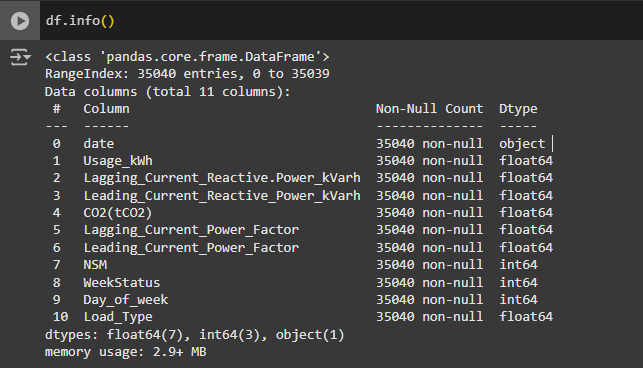 df.info()
<class 'pandas.core.frame.DataFrame'>
RangeIndex: 35040 entries, 0 to 35039
Data columns (total 11 columns):
 #   Column                                Non-Null Count  Dtype
---  ------                                --------------  -----
 0   date                                  35040 non-null  object
 1   Usage_kWh                             35040 non-null  float64
 2   Lagging_Current_Reactive.Power_kVarh  35040 non-null  float64
 3   Leading_Current_Reactive_Power_kVarh  35040 non-null  float64
 4   CO2(tCO2)                             35040 non-null  float64
 5   Lagging_Current_Power_Factor          35040 non-null  float64
 6   Leading_Current_Power_Factor          35040 non-null  float64
 7   NSM                                   35040 non-null  int64
 8   WeekStatus                            35040 non-null  int64
 9   Day_of_week                           35040 non-null  int64
 10  Load_Type                             35040 non-null  float64
dtypes: float64(7), int64(3), object(1)
memory usage: 2.9+ MB